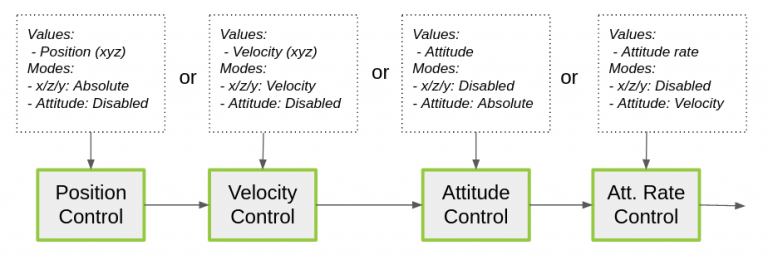 Values:
- Position (xyz)
Modes:
- x/z/y: Absolute
- Attitude: Disabled
or
Values:
- Velocity (xyz)
Modes:
- x/z/y: Velocity
- Attitude: Disabled
or
Values:
- Attitude
Modes:
- x/z/y: Disabled
- Attitude: Absolute
or
Values:
- Attitude rate
Modes:
- x/z/y: Disabled
- Attitude: Velocity
Position
Control
Velocity
Control
Attitude
Control
Att. Rate
Control